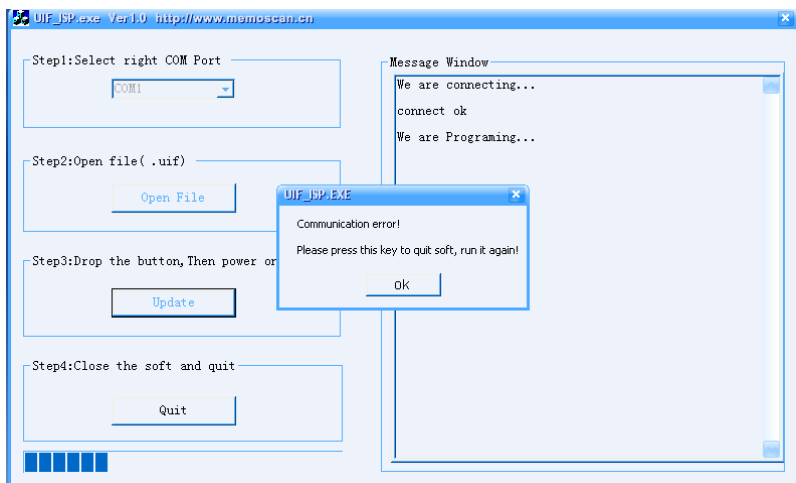 UIF_ISP.exe Ver1.0 http://www.memoscan.cn
Step1:Select right COM Port
COM1
Step2:Open file( .uif)
Open File
Step3:Drop the button,Then power or
Update
Step4:Close the soft and quit
Quit
Message Window
We are connecting...
connect ok
We are Programing...
UIF_ISP.EXE
Communication error!
Please press this key to quit soft, run it again!
ok